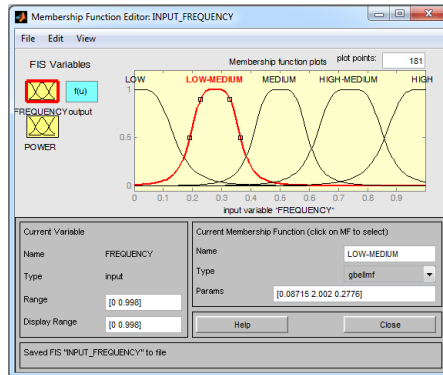 Membership Function Editor: INPUT_FREQUENCY
File Edit View
FIS Variables
Membership function plots plot points: 181
f(u)
FREQUENCY output
POWER
LOW LOW-MEDIUM MEDIUM HIGH-MEDIUM HIGH
1
0.5
0
0 0.1 0.2 0.3 0.4 0.5 0.6 0.7 0.8 0.9
input variable "FREQUENCY"
Current Variable
Name FREQUENCY
Type input
Range [0 0.998]
Display Range [0 0.998]
Current Membership Function (click on MF to select)
Name LOW-MEDIUM
Type gbellmf
Params [0.08715 2.002 0.2776]
Help Close
Saved FIS "INPUT_FREQUENCY" to file